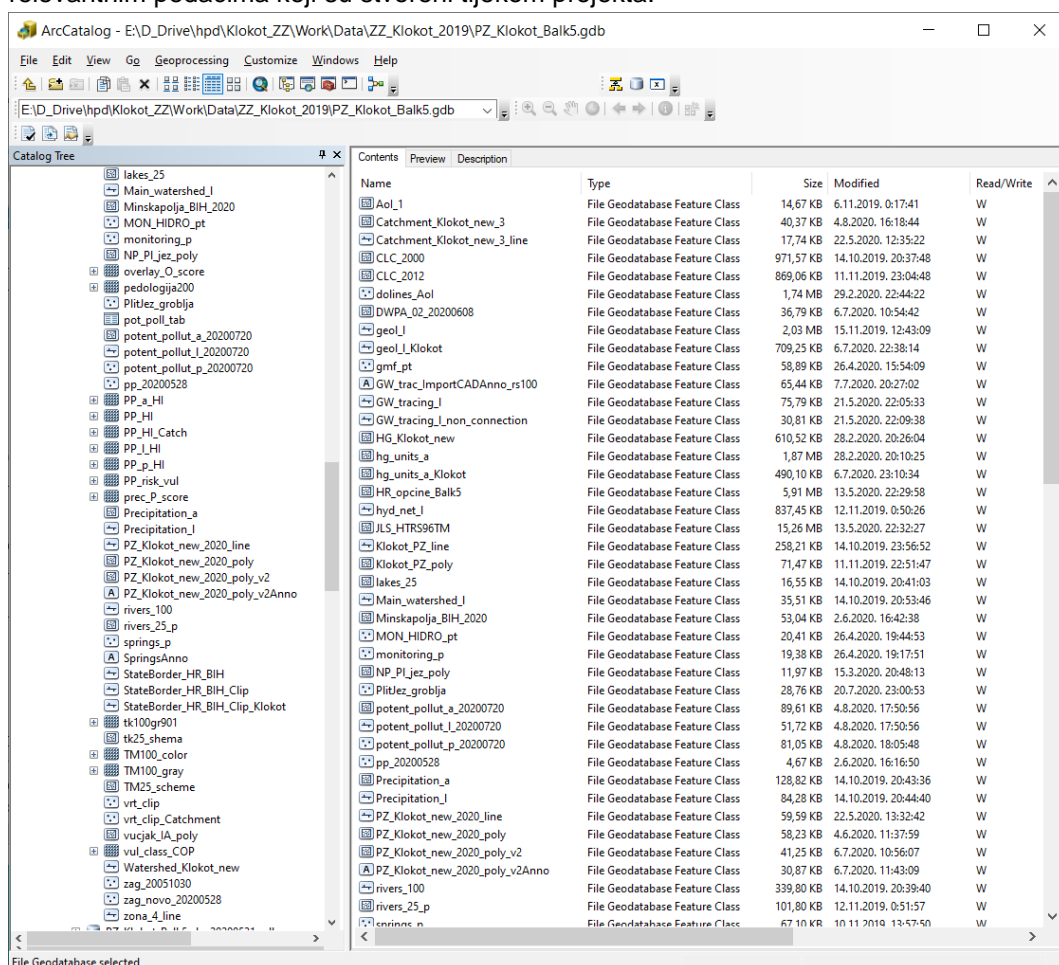 relevantnim podacima koji su stvoreni tijekom projekta.
ArcCatalog - E:\D_Drive\hpd\Klokot_ZZ\Work\Data\ZZ_Klokot_2019\PZ_Klokot_Balk5.gdb
File Edit View Go Geoprocessing Customize Windows Help
E:\D_Drive\hpd\Klokot_ZZ\Work\Data\ZZ_Klokot_2019\PZ_Klokot_Balk5.gdb
Catalog Tree
lakes_25
Main_watershed_l
Minskapolja_BIH_2020
MON_HIDRO_pt
monitoring_p
NP_Pl_jez_poly
overlay_O_score
pedologija200
PlitJez_groblja
pot_poll_tab
potent_pollut_a_20200720
potent_pollut_l_20200720
potent_pollut_p_20200720
pp_20200528
PP_a_HI
PP_HI
PP_HI_Catch
PP_l_HI
PP_p_HI
PP_risk_vul
prec_P_score
Precipitation_a
Precipitation_l
PZ_Klokot_new_2020_line
PZ_Klokot_new_2020_poly
PZ_Klokot_new_2020_poly_v2
PZ_Klokot_new_2020_poly_v2Anno
rivers_100
rivers_25_p
springs_p
SpringsAnno
StateBorder_HR_BIH
StateBorder_HR_BIH_Clip
StateBorder_HR_BIH_Clip_Klokot
tk100gr901
tk25_shema
TM100_color
TM100_gray
TM25_scheme
vrt_clip
vrt_clip_Catchment
vucjak_IA_poly
vul_class_COP
Watershed_Klokot_new
zag_20051030
zag_novo_20200528
zona_4_line
Contents Preview Description
Name Type Size Modified Read/Write
AoI_1 File Geodatabase Feature Class 14,67 KB 6.11.2019. 0:17:41 W
Catchment_Klokot_new_3 File Geodatabase Feature Class 40,37 KB 4.8.2020. 16:18:44 W
Catchment_Klokot_new_3_line File Geodatabase Feature Class 17,74 KB 22.5.2020. 12:35:22 W
CLC_2000 File Geodatabase Feature Class 971,57 KB 14.10.2019. 20:37:48 W
CLC_2012 File Geodatabase Feature Class 869,06 KB 11.11.2019. 23:04:48 W
dolines_AoI File Geodatabase Feature Class 1,74 MB 29.2.2020. 22:44:22 W
DWPA_02_20200608 File Geodatabase Feature Class 36,79 KB 6.7.2020. 10:54:42 W
geol_l File Geodatabase Feature Class 2,03 MB 15.11.2019. 12:43:09 W
geol_l_Klokot File Geodatabase Feature Class 709,25 KB 6.7.2020. 22:38:14 W
gmf_pt File Geodatabase Feature Class 58,89 KB 26.4.2020. 15:54:09 W
GW_trac_ImportCADAnno_rs100 File Geodatabase Feature Class 65,44 KB 7.7.2020. 20:27:02 W
GW_tracing_l File Geodatabase Feature Class 75,79 KB 21.5.2020. 22:05:33 W
GW_tracing_l_non_connection File Geodatabase Feature Class 30,81 KB 21.5.2020. 22:09:38 W
HG_Klokot_new File Geodatabase Feature Class 610,52 KB 28.2.2020. 20:26:04 W
hg_units_a File Geodatabase Feature Class 1,87 MB 28.2.2020. 20:10:25 W
hg_units_a_Klokot File Geodatabase Feature Class 490,10 KB 6.7.2020. 23:10:34 W
HR_opcine_Balk5 File Geodatabase Feature Class 5,91 MB 13.5.2020. 22:29:58 W
hyd_net_l File Geodatabase Feature Class 837,45 KB 12.11.2019. 0:50:26 W
JLS_HTRS96TM File Geodatabase Feature Class 15,26 MB 13.5.2020. 22:32:27 W
Klokot_PZ_line File Geodatabase Feature Class 258,21 KB 14.10.2019. 23:56:52 W
Klokot_PZ_poly File Geodatabase Feature Class 71,47 KB 11.11.2019. 22:51:47 W
lakes_25 File Geodatabase Feature Class 16,55 KB 14.10.2019. 20:41:03 W
Main_watershed_l File Geodatabase Feature Class 35,51 KB 14.10.2019. 20:53:46 W
Minskapolja_BIH_2020 File Geodatabase Feature Class 53,04 KB 2.6.2020. 16:42:38 W
MON_HIDRO_pt File Geodatabase Feature Class 20,41 KB 26.4.2020. 19:44:53 W
monitoring_p File Geodatabase Feature Class 19,38 KB 26.4.2020. 19:17:51 W
NP_Pl_jez_poly File Geodatabase Feature Class 11,97 KB 15.3.2020. 20:48:13 W
PlitJez_groblja File Geodatabase Feature Class 28,76 KB 20.7.2020. 23:00:53 W
potent_pollut_a_20200720 File Geodatabase Feature Class 89,61 KB 4.8.2020. 17:50:56 W
potent_pollut_l_20200720 File Geodatabase Feature Class 51,72 KB 4.8.2020. 17:50:56 W
potent_pollut_p_20200720 File Geodatabase Feature Class 81,05 KB 4.8.2020. 18:05:48 W
pp_20200528 File Geodatabase Feature Class 4,67 KB 2.6.2020. 16:16:50 W
Precipitation_a File Geodatabase Feature Class 128,82 KB 14.10.2019. 20:43:36 W
Precipitation_l File Geodatabase Feature Class 84,28 KB 14.10.2019. 20:44:40 W
PZ_Klokot_new_2020_line File Geodatabase Feature Class 59,59 KB 22.5.2020. 13:32:42 W
PZ_Klokot_new_2020_poly File Geodatabase Feature Class 58,23 KB 4.6.2020. 11:37:59 W
PZ_Klokot_new_2020_poly_v2 File Geodatabase Feature Class 41,25 KB 6.7.2020. 10:56:07 W
PZ_Klokot_new_2020_poly_v2Anno File Geodatabase Feature Class 30,87 KB 6.7.2020. 11:43:09 W
rivers_100 File Geodatabase Feature Class 339,80 KB 14.10.2019. 20:39:40 W
rivers_25_p File Geodatabase Feature Class 101,80 KB 12.11.2019. 0:51:57 W
springs_p File Geodatabase Feature Class 67,10 KB 10.11.2019. 13:57:50 W
File Geodatabase selected